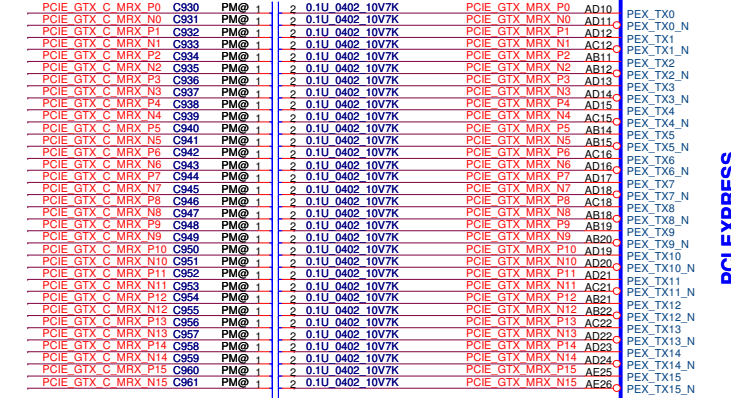 PCIE_GTX_C_MRX_P0 C930 PM@ 1 2 0.1U_0402_10V7K PCIE_GTX_MRX_P0 AD10 PEX_TX0
PCIE_GTX_C_MRX_N0 C931 PM@ 1 2 0.1U_0402_10V7K PCIE_GTX_MRX_N0 AD11 PEX_TX0_N
PCIE_GTX_C_MRX_P1 C932 PM@ 1 2 0.1U_0402_10V7K PCIE_GTX_MRX_P1 AD12 PEX_TX1
PCIE_GTX_C_MRX_N1 C933 PM@ 1 2 0.1U_0402_10V7K PCIE_GTX_MRX_N1 AC12 PEX_TX1_N
PCIE_GTX_C_MRX_P2 C934 PM@ 1 2 0.1U_0402_10V7K PCIE_GTX_MRX_P2 AB11 PEX_TX2
PCIE_GTX_C_MRX_N2 C935 PM@ 1 2 0.1U_0402_10V7K PCIE_GTX_MRX_N2 AB12 PEX_TX2_N
PCIE_GTX_C_MRX_P3 C936 PM@ 1 2 0.1U_0402_10V7K PCIE_GTX_MRX_P3 AD13 PEX_TX3
PCIE_GTX_C_MRX_N3 C937 PM@ 1 2 0.1U_0402_10V7K PCIE_GTX_MRX_N3 AD14 PEX_TX3_N
PCIE_GTX_C_MRX_P4 C938 PM@ 1 2 0.1U_0402_10V7K PCIE_GTX_MRX_P4 AD15 PEX_TX4
PCIE_GTX_C_MRX_N4 C939 PM@ 1 2 0.1U_0402_10V7K PCIE_GTX_MRX_N4 AC15 PEX_TX4_N
PCIE_GTX_C_MRX_P5 C940 PM@ 1 2 0.1U_0402_10V7K PCIE_GTX_MRX_P5 AB14 PEX_TX5
PCIE_GTX_C_MRX_N5 C941 PM@ 1 2 0.1U_0402_10V7K PCIE_GTX_MRX_N5 AB15 PEX_TX5_N
PCIE_GTX_C_MRX_P6 C942 PM@ 1 2 0.1U_0402_10V7K PCIE_GTX_MRX_P6 AC16 PEX_TX6
PCIE_GTX_C_MRX_N6 C943 PM@ 1 2 0.1U_0402_10V7K PCIE_GTX_MRX_N6 AD16 PEX_TX6_N
PCIE_GTX_C_MRX_P7 C944 PM@ 1 2 0.1U_0402_10V7K PCIE_GTX_MRX_P7 AD17 PEX_TX7
PCIE_GTX_C_MRX_N7 C945 PM@ 1 2 0.1U_0402_10V7K PCIE_GTX_MRX_N7 AD18 PEX_TX7_N
PCIE_GTX_C_MRX_P8 C946 PM@ 1 2 0.1U_0402_10V7K PCIE_GTX_MRX_P8 AC18 PEX_TX8
PCIE_GTX_C_MRX_N8 C947 PM@ 1 2 0.1U_0402_10V7K PCIE_GTX_MRX_N8 AB18 PEX_TX8_N
PCIE_GTX_C_MRX_P9 C948 PM@ 1 2 0.1U_0402_10V7K PCIE_GTX_MRX_P9 AB19 PEX_TX9
PCIE_GTX_C_MRX_N9 C949 PM@ 1 2 0.1U_0402_10V7K PCIE_GTX_MRX_N9 AB20 PEX_TX9_N
PCIE_GTX_C_MRX_P10 C950 PM@ 1 2 0.1U_0402_10V7K PCIE_GTX_MRX_P10 AD19 PEX_TX10
PCIE_GTX_C_MRX_N10 C951 PM@ 1 2 0.1U_0402_10V7K PCIE_GTX_MRX_N10 AD20 PEX_TX10_N
PCIE_GTX_C_MRX_P11 C952 PM@ 1 2 0.1U_0402_10V7K PCIE_GTX_MRX_P11 AD21 PEX_TX11
PCIE_GTX_C_MRX_N11 C953 PM@ 1 2 0.1U_0402_10V7K PCIE_GTX_MRX_N11 AC21 PEX_TX11_N
PCIE_GTX_C_MRX_P12 C954 PM@ 1 2 0.1U_0402_10V7K PCIE_GTX_MRX_P12 AB21 PEX_TX12
PCIE_GTX_C_MRX_N12 C955 PM@ 1 2 0.1U_0402_10V7K PCIE_GTX_MRX_N12 AB22 PEX_TX12_N
PCIE_GTX_C_MRX_P13 C956 PM@ 1 2 0.1U_0402_10V7K PCIE_GTX_MRX_P13 AC22 PEX_TX13
PCIE_GTX_C_MRX_N13 C957 PM@ 1 2 0.1U_0402_10V7K PCIE_GTX_MRX_N13 AD22 PEX_TX13_N
PCIE_GTX_C_MRX_P14 C958 PM@ 1 2 0.1U_0402_10V7K PCIE_GTX_MRX_P14 AD23 PEX_TX14
PCIE_GTX_C_MRX_N14 C959 PM@ 1 2 0.1U_0402_10V7K PCIE_GTX_MRX_N14 AD24 PEX_TX14_N
PCIE_GTX_C_MRX_P15 C960 PM@ 1 2 0.1U_0402_10V7K PCIE_GTX_MRX_P15 AE25 PEX_TX15
PCIE_GTX_C_MRX_N15 C961 PM@ 1 2 0.1U_0402_10V7K PCIE_GTX_MRX_N15 AE26 PEX_TX15_N
PCI EXPRESS